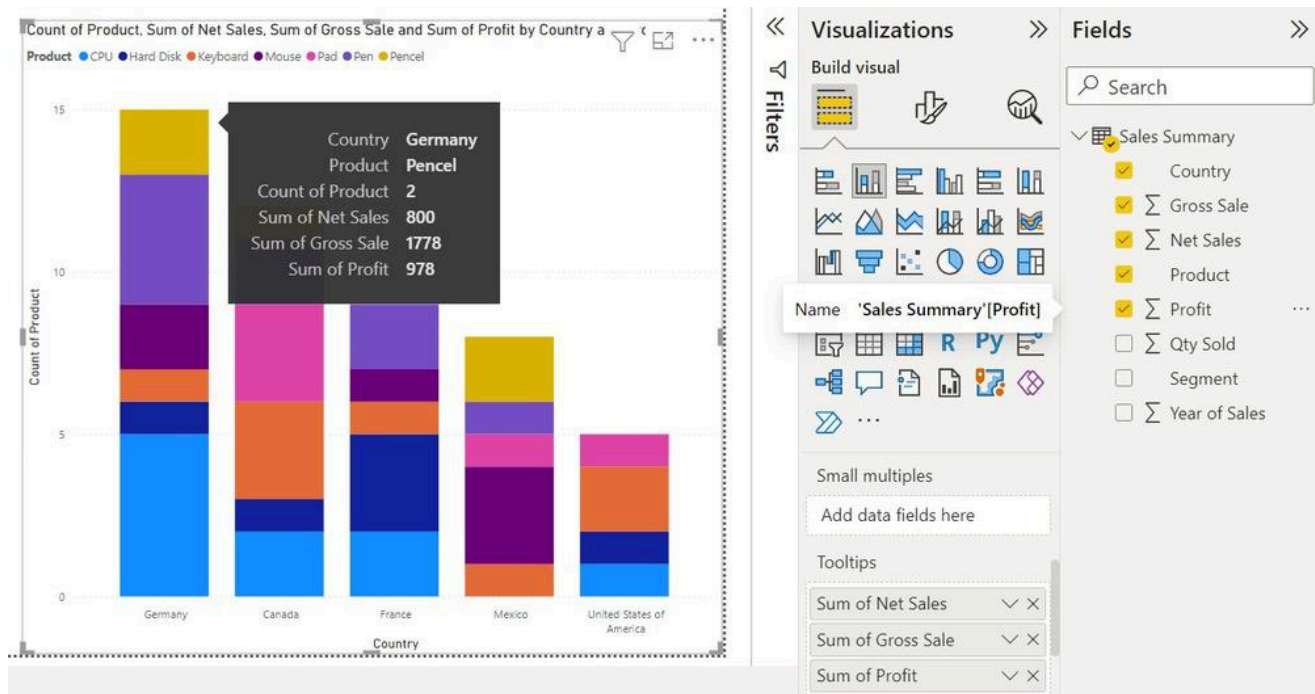 Count of Product, Sum of Net Sales, Sum of Gross Sale and Sum of Profit by Country a
Product CPU Hard Disk Keyboard Mouse Pad Pen Pencel
15
10
5
0
Count of Product
Country Germany
Product Pencel
Count of Product 2
Sum of Net Sales 800
Sum of Gross Sale 1778
Sum of Profit 978
Germany
Canada
France
Mexico
United States of
America
Country
Filters
Visualizations
Build visual
R Py
Small multiples
Add data fields here
Tooltips
Sum of Net Sales
Sum of Gross Sale
Sum of Profit
Name 'Sales Summary'[Profit]
Fields
Search
Sales Summary
Country
Σ Gross Sale
Σ Net Sales
Product
Σ Profit
Σ Qty Sold
Segment
Σ Year of Sales